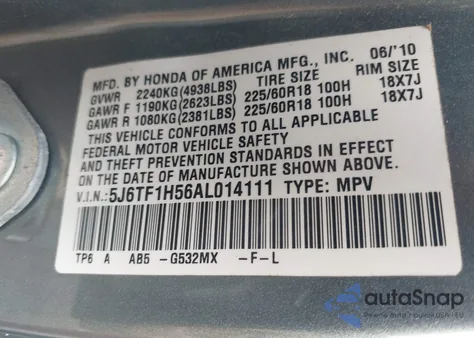 MFD. BY HONDA OF AMERICA MFG., INC. 06/'10
GVWR 2240KG(4938LBS) TIRE SIZE RIM SIZE
GAWR F 1190KG(2623LBS) 225/60R18 100H 18X7J
GAWR R 1080KG(2381LBS) 225/60R18 100H 18X7J
THIS VEHICLE CONFORMS TO ALL APPLICABLE
FEDERAL MOTOR VEHICLE SAFETY, BUMPER,
AND THEFT PREVENTION STANDARDS IN EFFECT
ON THE DATE OF MANUFACTURE SHOWN ABOVE.
V.I.N.:5J6TF1H56AL014111 TYPE: MPV
TP6 A AB5 -G532MX -F-L
autaSnap